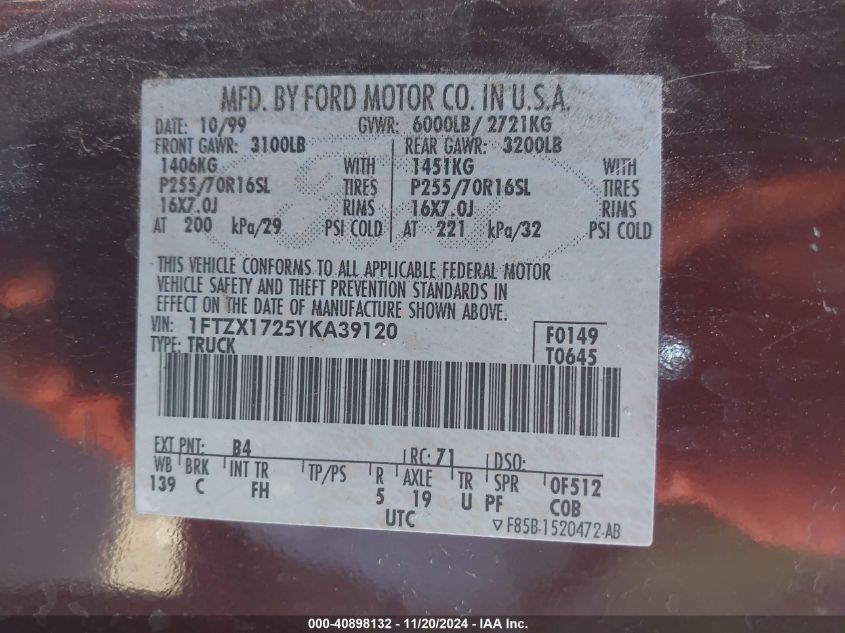 MFD. BY FORD MOTOR CO. IN U.S.A.
DATE: 10/99 GVWR: 6000LB/ 2721KG
FRONT GAWR: 3100LB REAR GAWR: 3200LB
1406KG WITH 1451KG WITH
P255/70R16SL TIRES P255/70R16SL TIRES
16X7.0J RIMS 16X7.0J RIMS
AT 200 kPa/29 PSI COLD AT 221 kPa/32 PSI COLD
THIS VEHICLE CONFORMS TO ALL APPLICABLE FEDERAL MOTOR
VEHICLE SAFETY AND THEFT PREVENTION STANDARDS IN
EFFECT ON THE DATE OF MANUFACTURE SHOWN ABOVE.
VIN: 1FTZX1725YKA39120 F0149
TYPE: TRUCK T0645
EXT PNT: B4 RC: 71 DSO:
WB BRK INT TR TP/PS R AXLE TR SPR 0F512
139 C FH 5 19 U PF COB
UTC ▽ F85B-1520472-AB
000-40898132 - 11/20/2024 - IAA Inc.